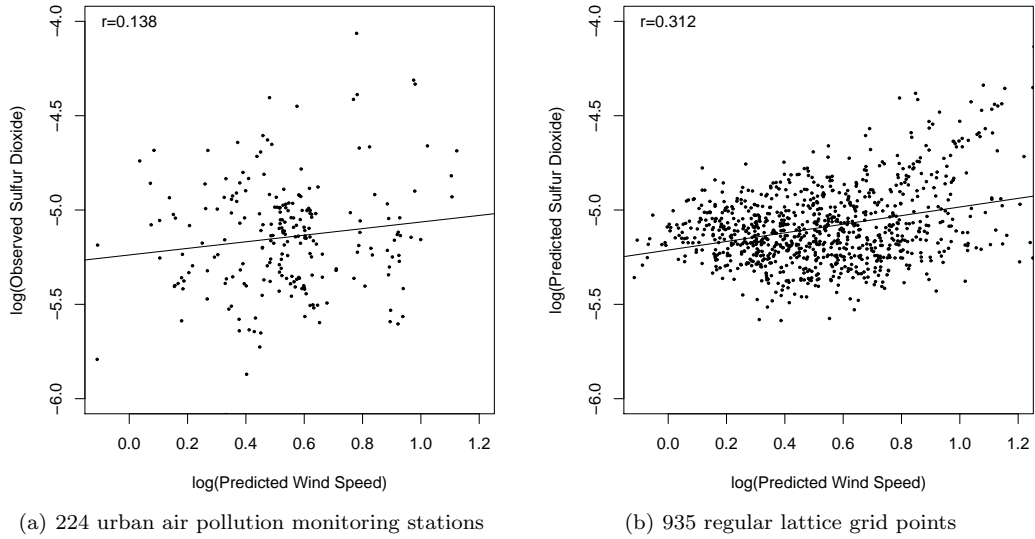 r=0.138
log(Observed Sulfur Dioxide)
−4.0
−4.5
−5.0
−5.5
−6.0
0.0 0.2 0.4 0.6 0.8 1.0 1.2
log(Predicted Wind Speed)
(a) 224 urban air pollution monitoring stations
r=0.312
log(Predicted Sulfur Dioxide)
−4.0
−4.5
−5.0
−5.5
−6.0
0.0 0.2 0.4 0.6 0.8 1.0 1.2
log(Predicted Wind Speed)
(b) 935 regular lattice grid points